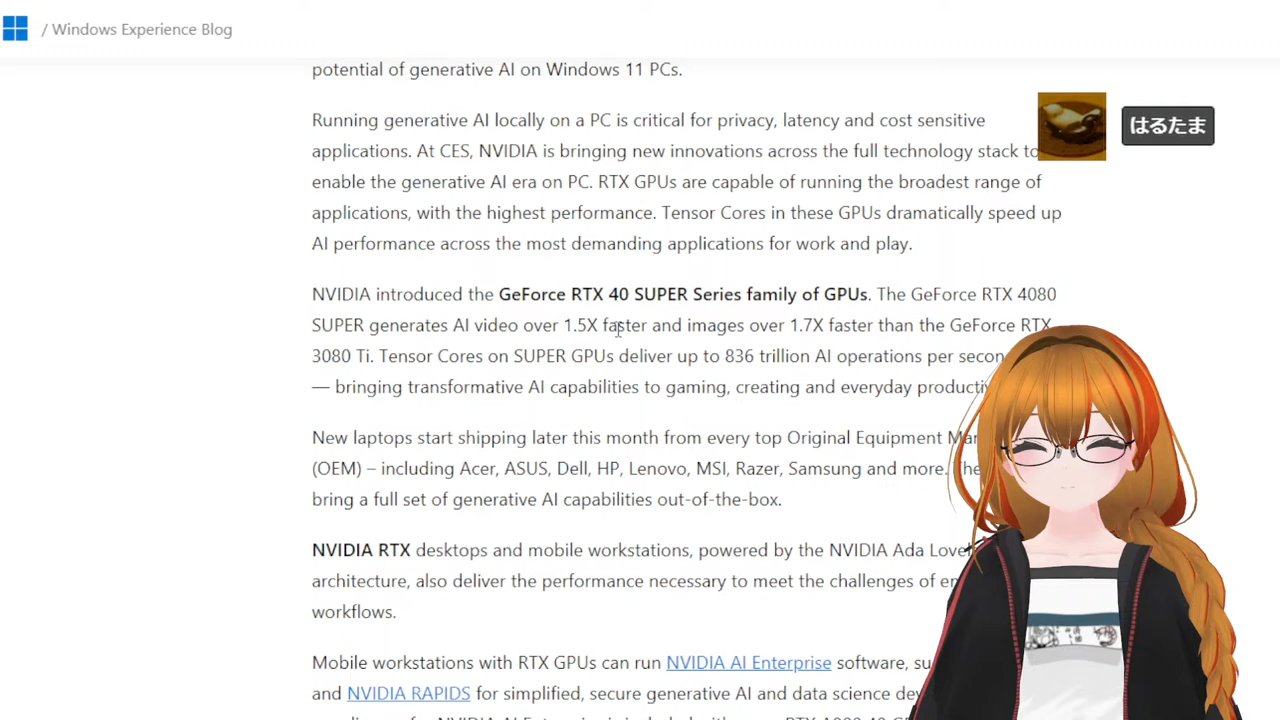 / Windows Experience Blog
potential of generative AI on Windows 11 PCs.
はるたま
Running generative AI locally on a PC is critical for privacy, latency and cost sensitive
applications. At CES, NVIDIA is bringing new innovations across the full technology stack to
enable the generative AI era on PC. RTX GPUs are capable of running the broadest range of
applications, with the highest performance. Tensor Cores in these GPUs dramatically speed up
AI performance across the most demanding applications for work and play.
NVIDIA introduced the GeForce RTX 40 SUPER Series family of GPUs. The GeForce RTX 4080
SUPER generates AI video over 1.5X faster and images over 1.7X faster than the GeForce RTX
3080 Ti. Tensor Cores on SUPER GPUs deliver up to 836 trillion AI operations per
— bringing transformative AI capabilities to gaming, creating and everyday
New laptops start shipping later this month from every top Original Equipment
(OEM) – including Acer, ASUS, Dell, HP, Lenovo, MSI, Razer, Samsung and more.
bring a full set of generative AI capabilities out-of-the-box.
NVIDIA RTX desktops and mobile workstations, powered by the NVIDIA Ada
architecture, also deliver the performance necessary to meet the challenges of
workflows.
Mobile workstations with RTX GPUs can run NVIDIA AI Enterprise software,
and NVIDIA RAPIDS for simplified, secure generative AI and data science